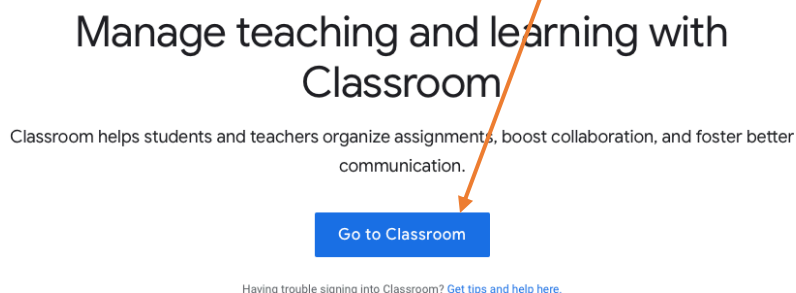 Manage teaching and learning with
Classroom
Classroom helps students and teachers organize assignments, boost collaboration, and foster better
communication.
Go to Classroom
Having trouble signing into Classroom? Get tips and help here.